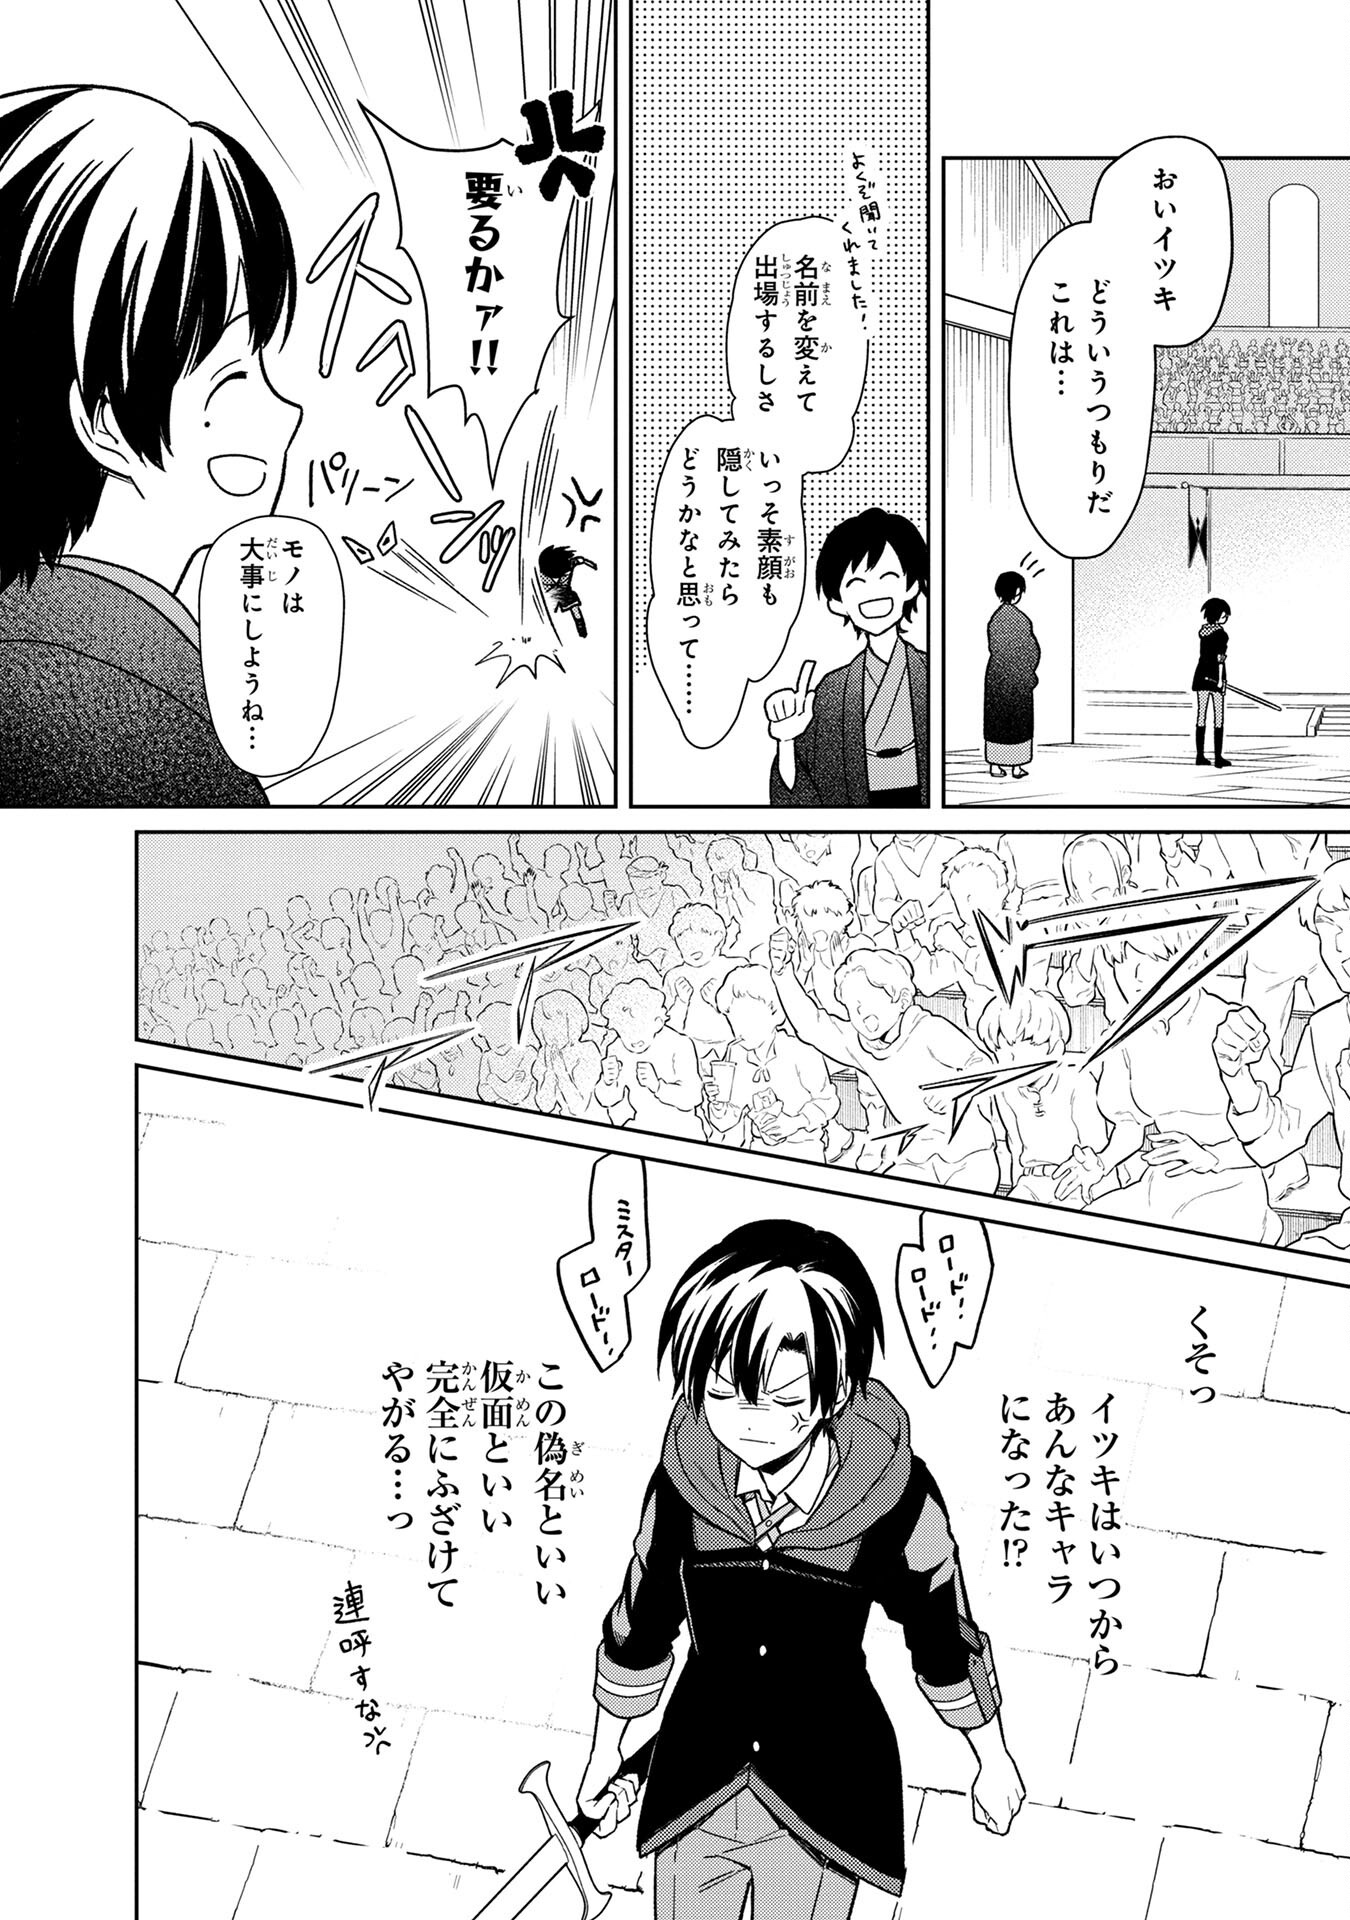 おいイツキ
どういうつもりだ
これは…
よくぞ聞いて
くれました!
名前を変えて
出場するしさ
いっそ素顔も
隠してみたら
どうかなと思って……
要るかァ!!
パリーン
モノは
大事にしようね…
ロード!
ロード!
ミスター
ロード!
くそっ
イツキはいつから
あんなキャラ
になった!?
この偽名といい
仮面といい
完全にふざけて
やがる…っ
連呼すなっ